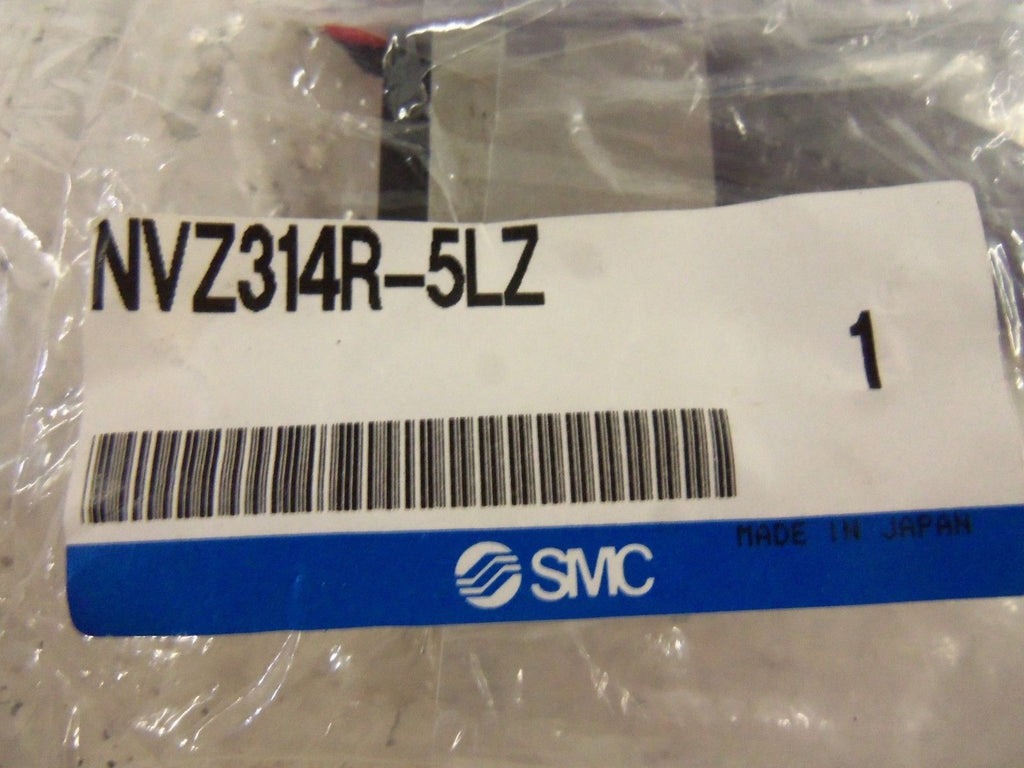 NVZ314R-5LZ
1
MADE IN JAPAN
SMC